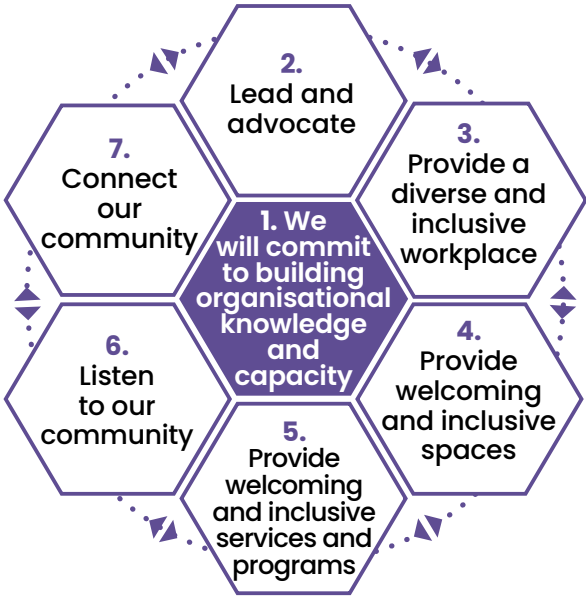 1. We
will commit
to building
organisational
knowledge
and
capacity
2.
Lead and
advocate
3.
Provide a
diverse and
inclusive
workplace
4.
Provide
welcoming
and inclusive
spaces
5.
Provide
welcoming
and inclusive
services and
programs
6.
Listen
to our
community
7.
Connect
our
community